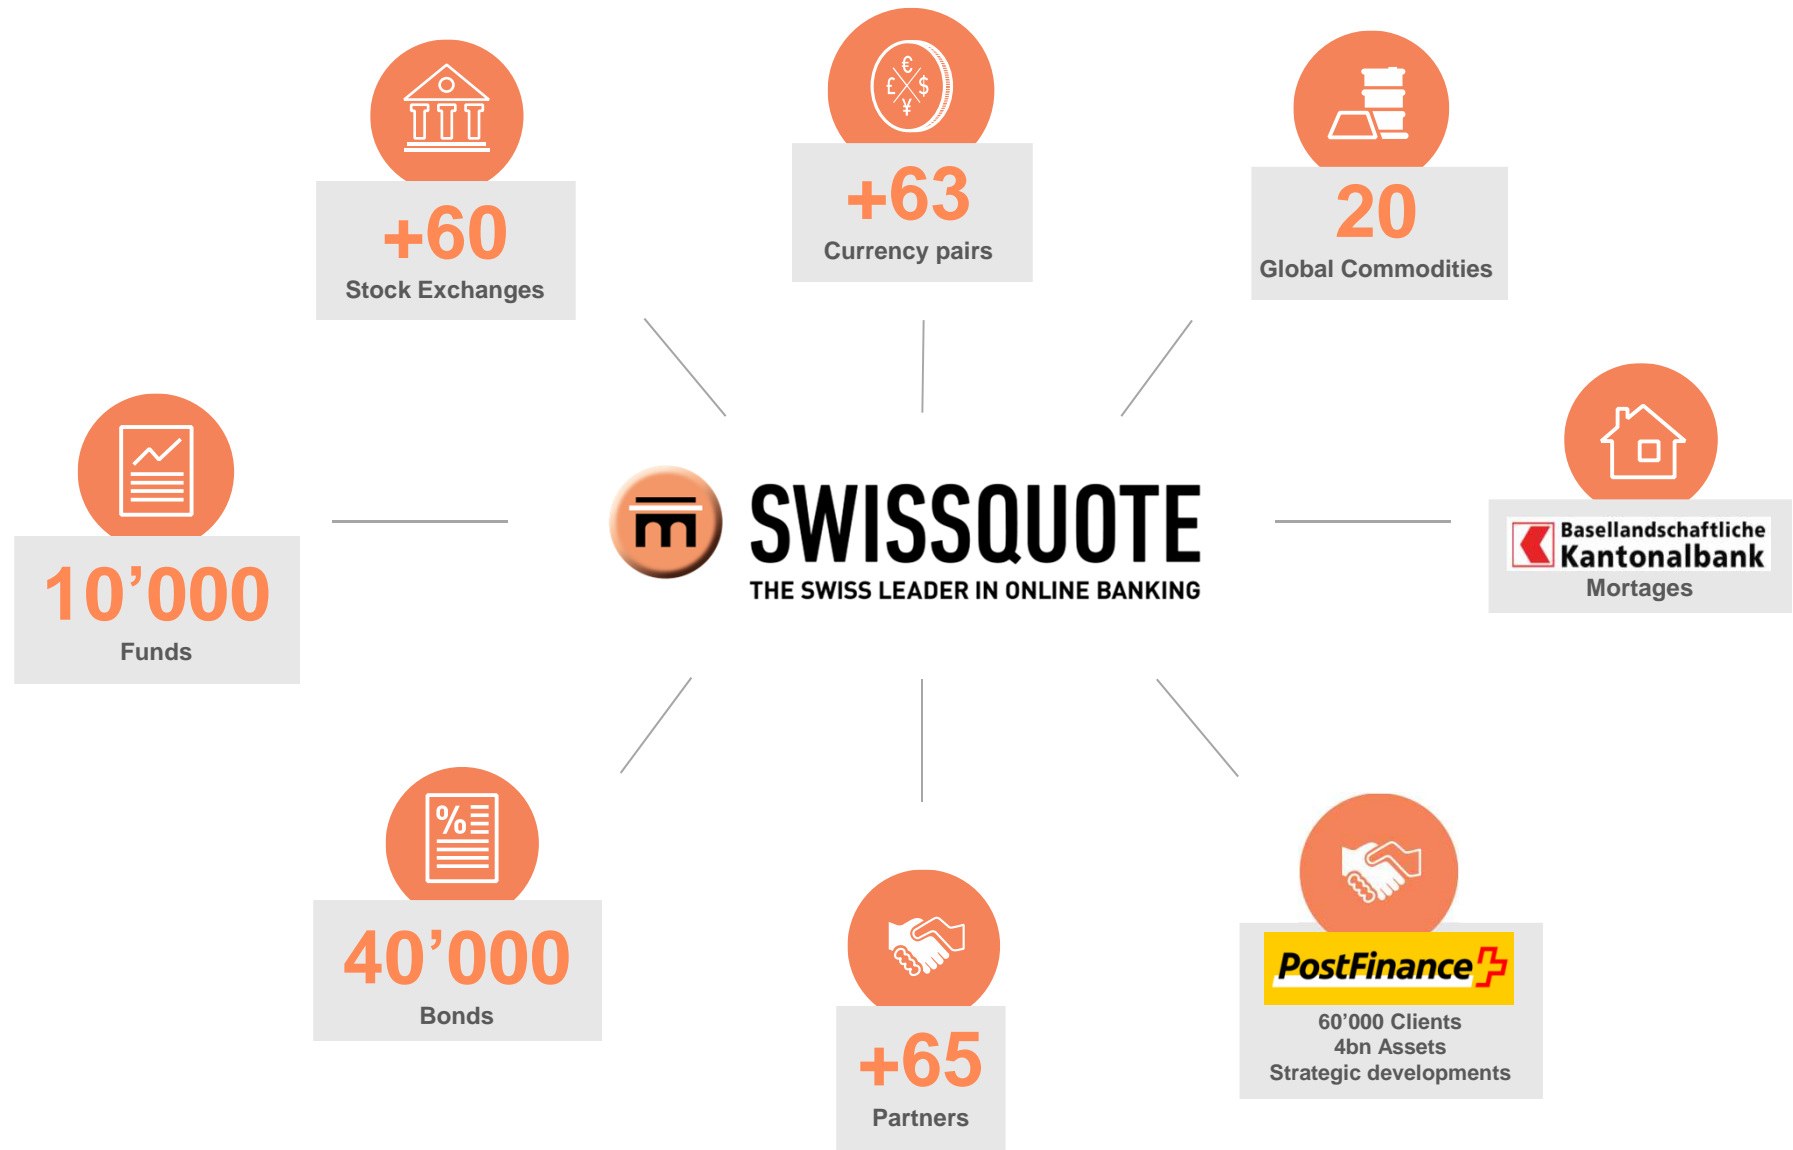 +60
Stock Exchanges
+63
Currency pairs
20
Global Commodities
10’000
Funds
SWISSQUOTE
THE SWISS LEADER IN ONLINE BANKING
Basellandschaftliche
Kantonalbank
Mortages
40’000
Bonds
+65
Partners
PostFinance
60’000 Clients
4bn Assets
Strategic developments